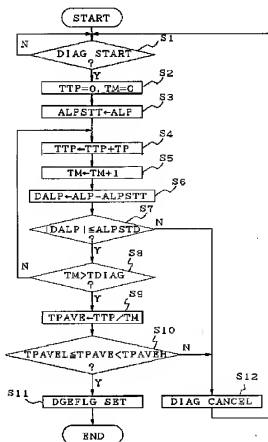 START
S1
N
DIAG START
?
Y
S2
TTP=0, TM=0
S3
ALPSTT←ALP
S4
TTP←TTP+TP
S5
TM←TM+1
S6
DALP←ALP-ALPSTT
S7
|DALP|≦ALPSTD
N
?
Y
S8
N
TM>TDIAG
?
Y
S9
TPAVE←TTP/TM
S10
TPAVEL≦TPAVE<TPAVEH
N
?
Y
S11
S12
DGEFLG SET
DIAG CANCEL
END